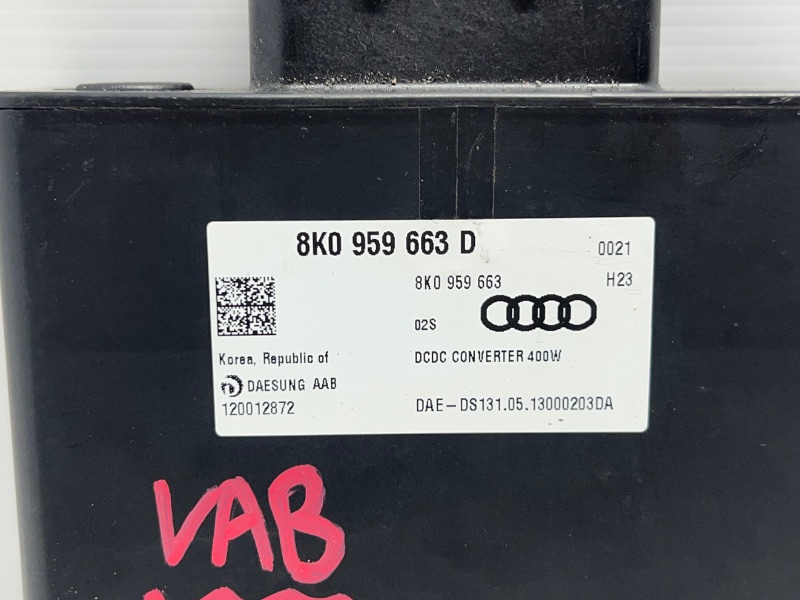 8K0 959 663 D
0021
8K0 959 663
H23
02S
Korea, Republic of
DCDC CONVERTER 400W
DAESUNG AAB
120012872
DAE-DS131.05.13000203DA
VAB